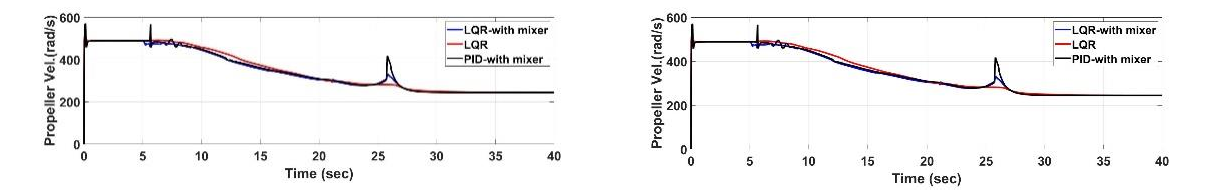 600
400
200
0
Propeller Vel.(rad/s)
LQR-with mixer
LQR
PID-with mixer
0 5 10 15 20 25 30 35 40
Time (sec)
600
400
200
0
Propeller Vel.(rad/s)
LQR-with mixer
LQR
PID-with mixer
0 5 10 15 20 25 30 35 40
Time (sec)